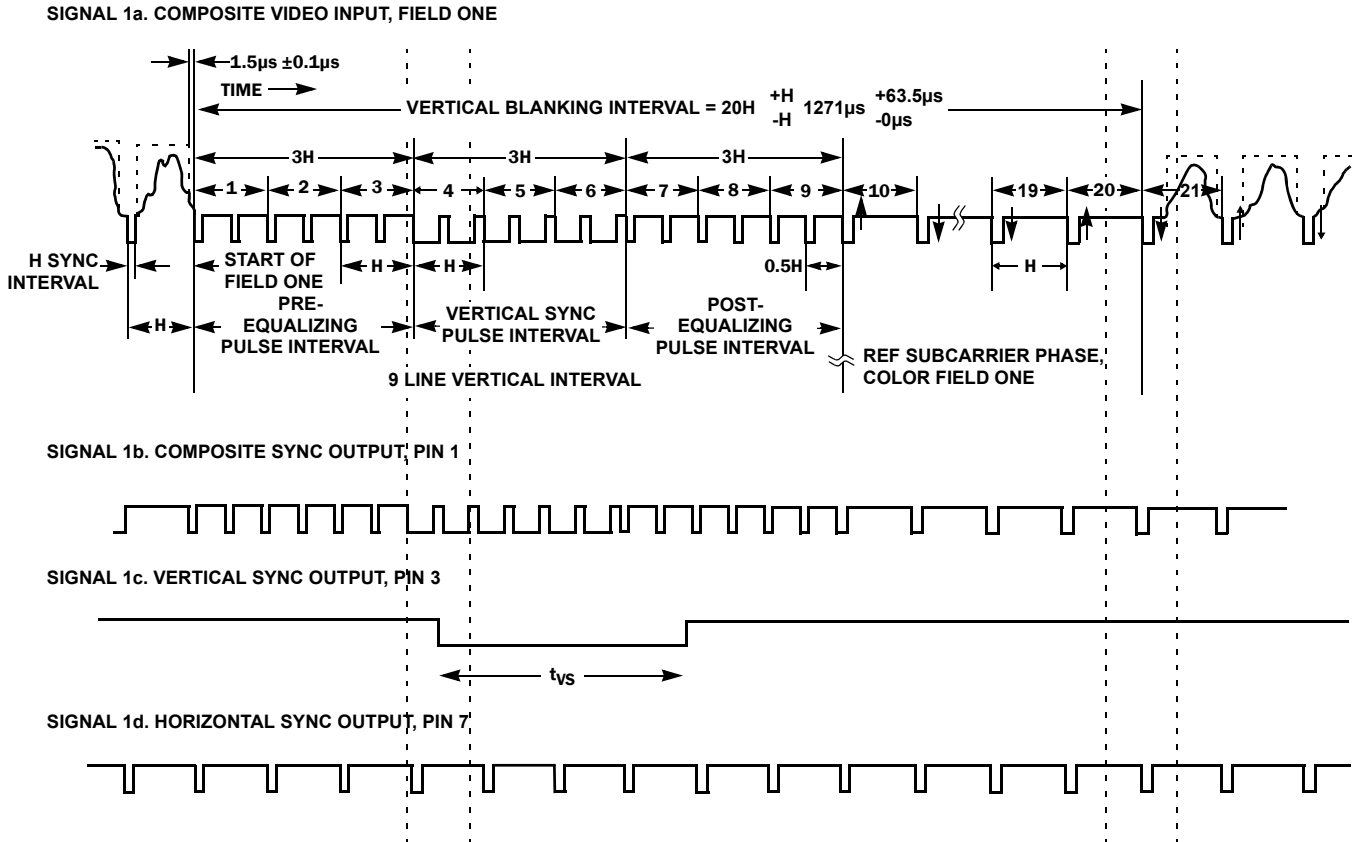 SIGNAL 1a. COMPOSITE VIDEO INPUT, FIELD ONE
1.5µs ±0.1µs
TIME
VERTICAL BLANKING INTERVAL = 20H +H -H 1271µs +63.5µs -0µs
3H 3H 3H
1 2 3 4 5 6 7 8 9 10 19 20 21
H SYNC
INTERVAL
START OF
FIELD ONE
H H 0.5H H
H
PRE-
EQUALIZING
PULSE INTERVAL
VERTICAL SYNC
PULSE INTERVAL
POST-
EQUALIZING
PULSE INTERVAL
REF SUBCARRIER PHASE,
COLOR FIELD ONE
9 LINE VERTICAL INTERVAL
SIGNAL 1b. COMPOSITE SYNC OUTPUT, PIN 1
SIGNAL 1c. VERTICAL SYNC OUTPUT, PIN 3
tVS
SIGNAL 1d. HORIZONTAL SYNC OUTPUT, PIN 7